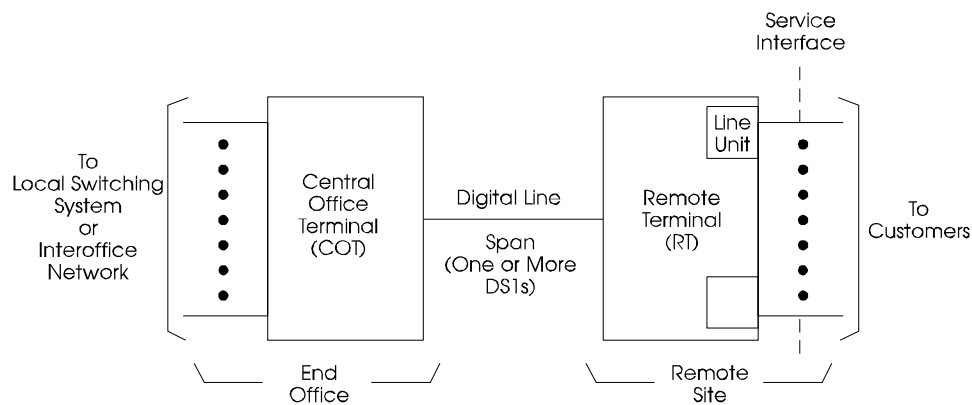 Service
Interface
To
Local Switching
System
or
Interoffice
Network
Central
Office
Terminal
(COT)
Digital Line
Span
(One or More
DS1s)
Remote
Terminal
(RT)
Line
Unit
To
Customers
End
Office
Remote
Site